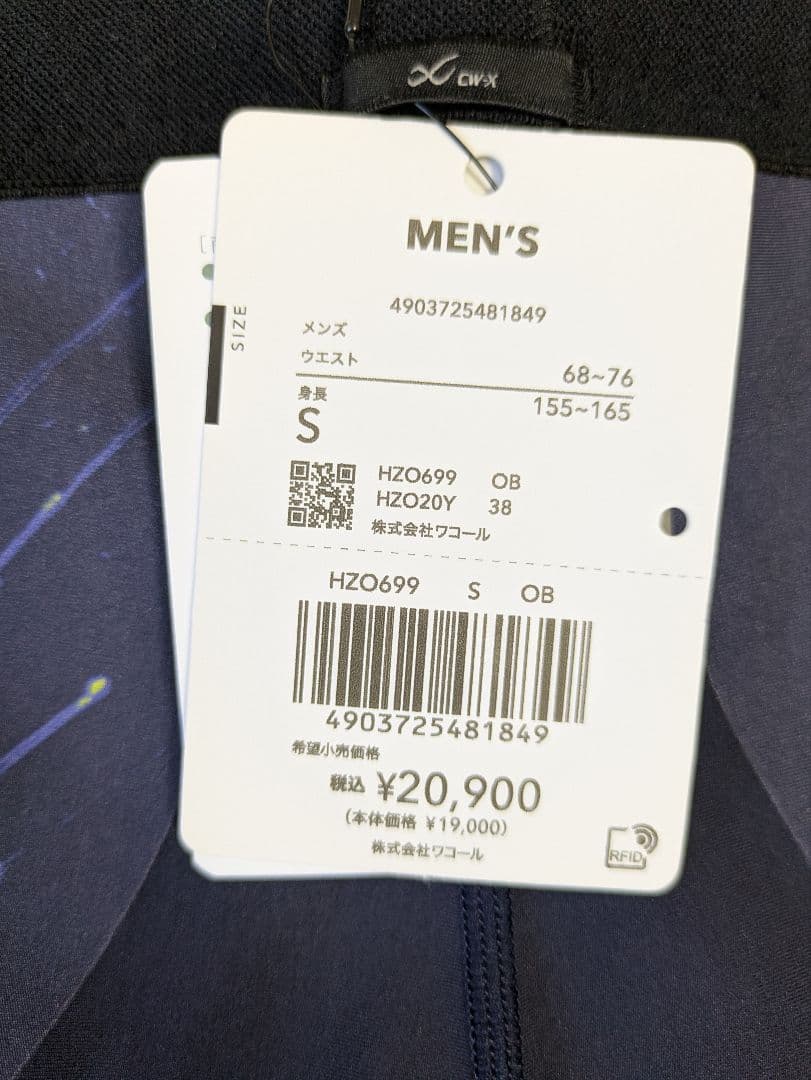 CW-X
MEN'S
4903725481849
SIZE
メンズ
ウエスト 68~76
身長 155~165
S
HZO699 OB
HZO20Y 38
株式会社ワコール
HZO699 S OB
4903725481849
希望小売価格
税込 ¥20,900
(本体価格 ¥19,000)
株式会社ワコール
RFID